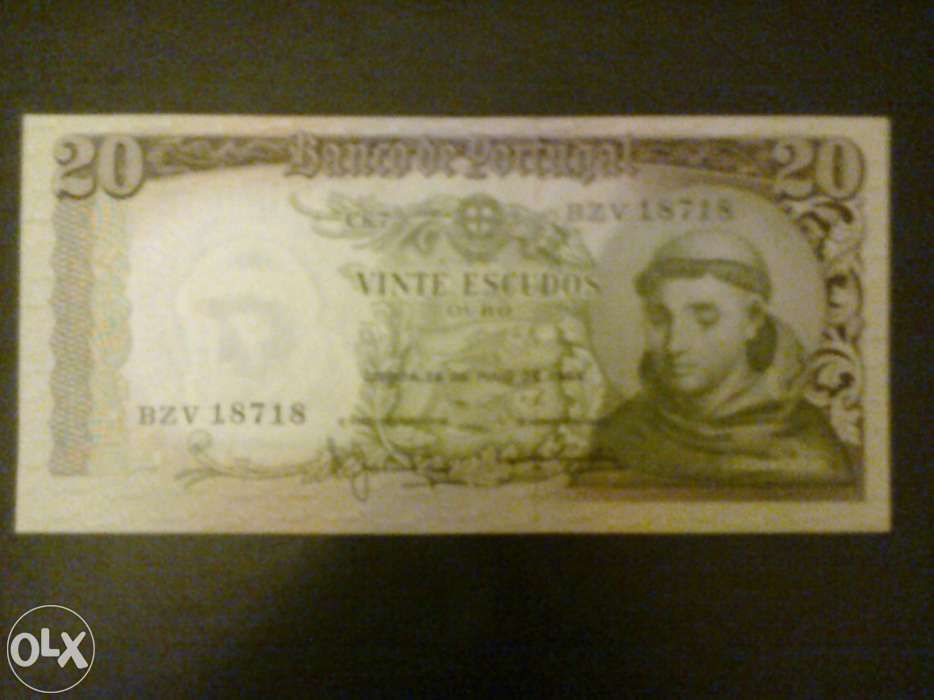 20 Banco de Portugal 20
BZV 18718
VINTE ESCUDOS
OURO
BZV 18718
OLX